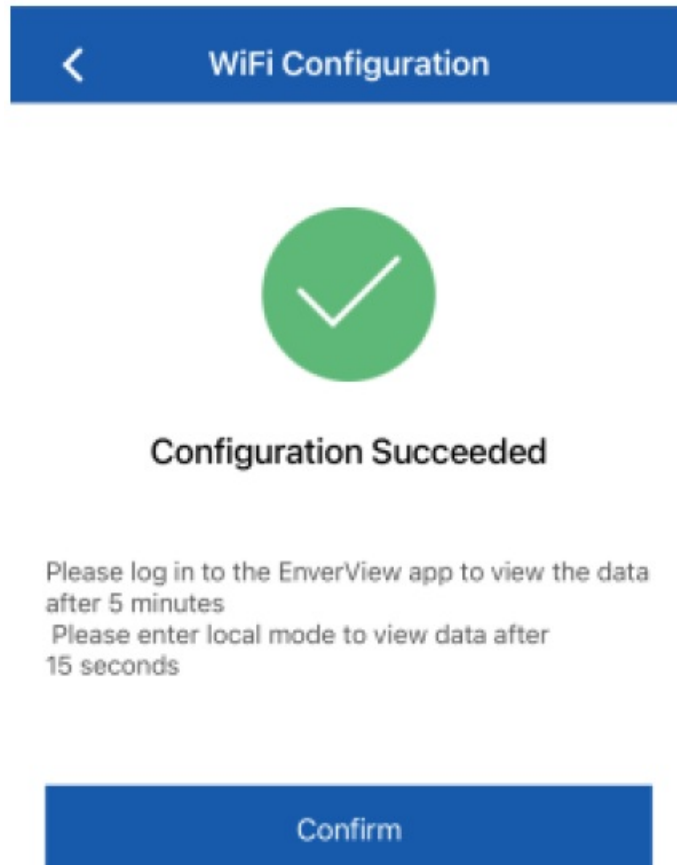 WiFi Configuration
Configuration Succeeded
Please log in to the EnverView app to view the data
after 5 minutes
Please enter local mode to view data after
15 seconds
Confirm